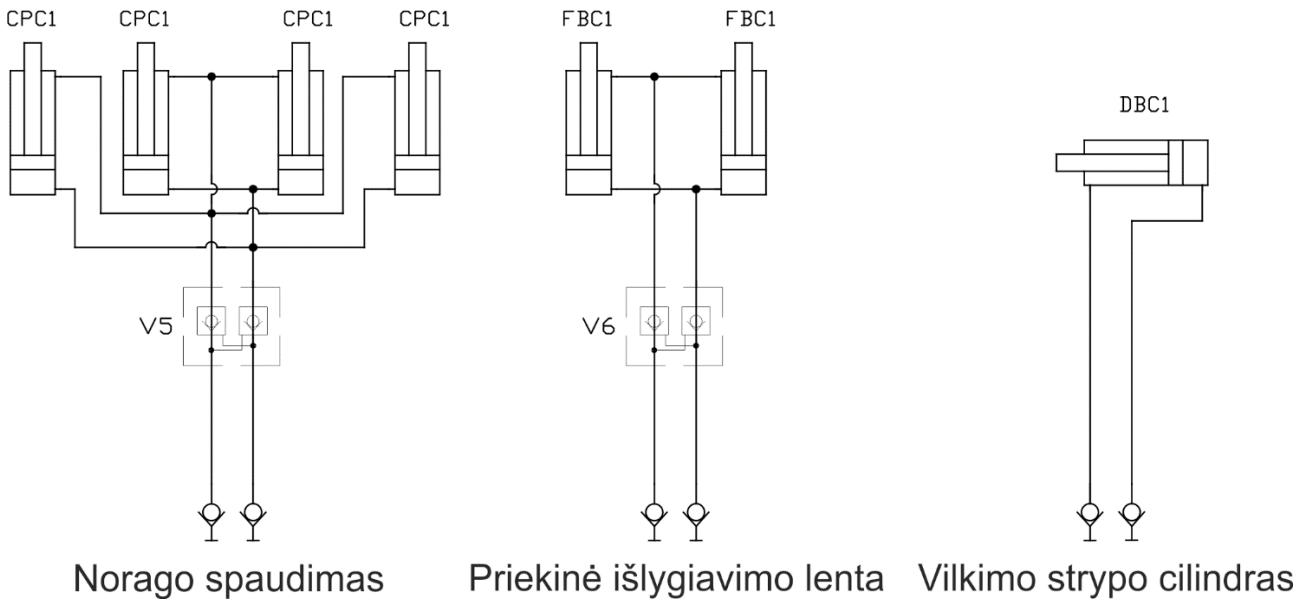 CPC1 CPC1 CPC1 CPC1 FBC1 FBC1
DBC1
V5 V6
Norago spaudimas Priekinė išlygiavimo lenta Vilkimo strypo cilindras